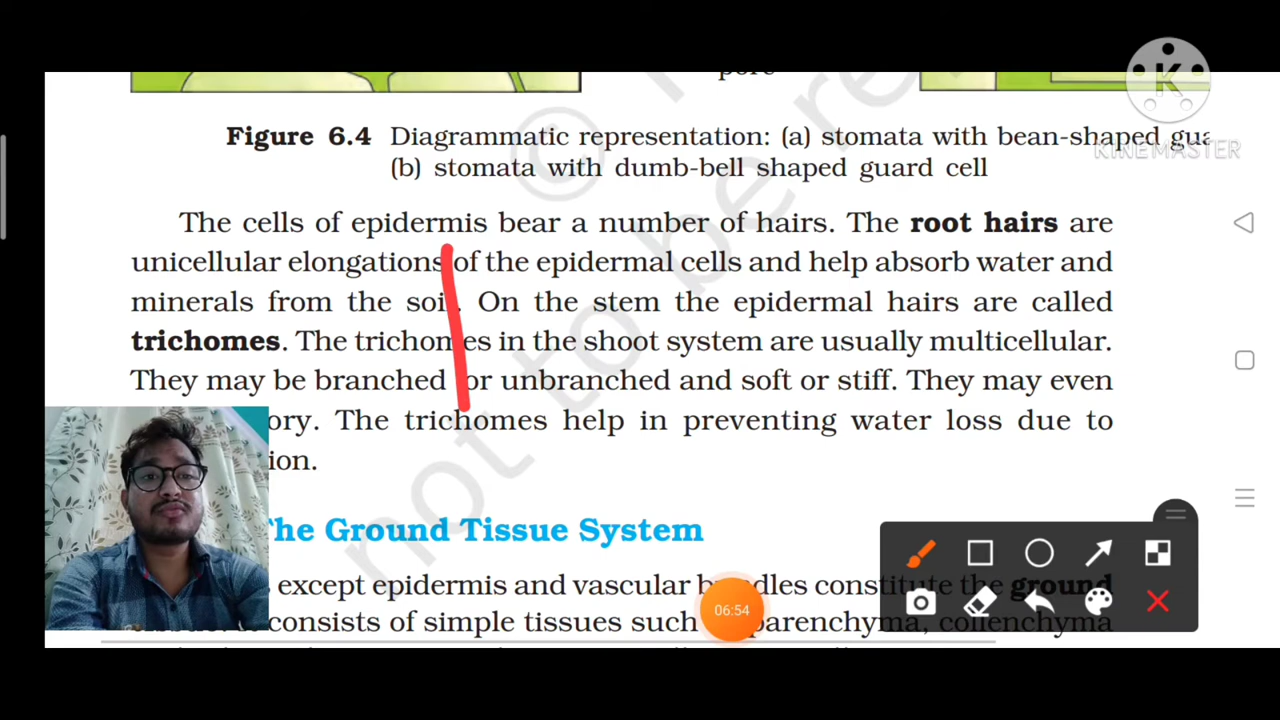 KINEMASTER
Figure 6.4 Diagrammatic representation: (a) stomata with bean-shaped
(b) stomata with dumb-bell shaped guard cell
The cells of epidermis bear a number of hairs. The root hairs are
unicellular elongations of the epidermal cells and help absorb water and
minerals from the soil. On the stem the epidermal hairs are called
trichomes. The trichomes in the shoot system are usually multicellular.
They may be branched or unbranched and soft or stiff. They may even
ory. The trichomes help in preventing water loss due to
ion.
The Ground Tissue System
except epidermis and vascular bundles constitute the ground
consists of simple tissues such parenchyma, collenchyma
06:54
not to be re
©